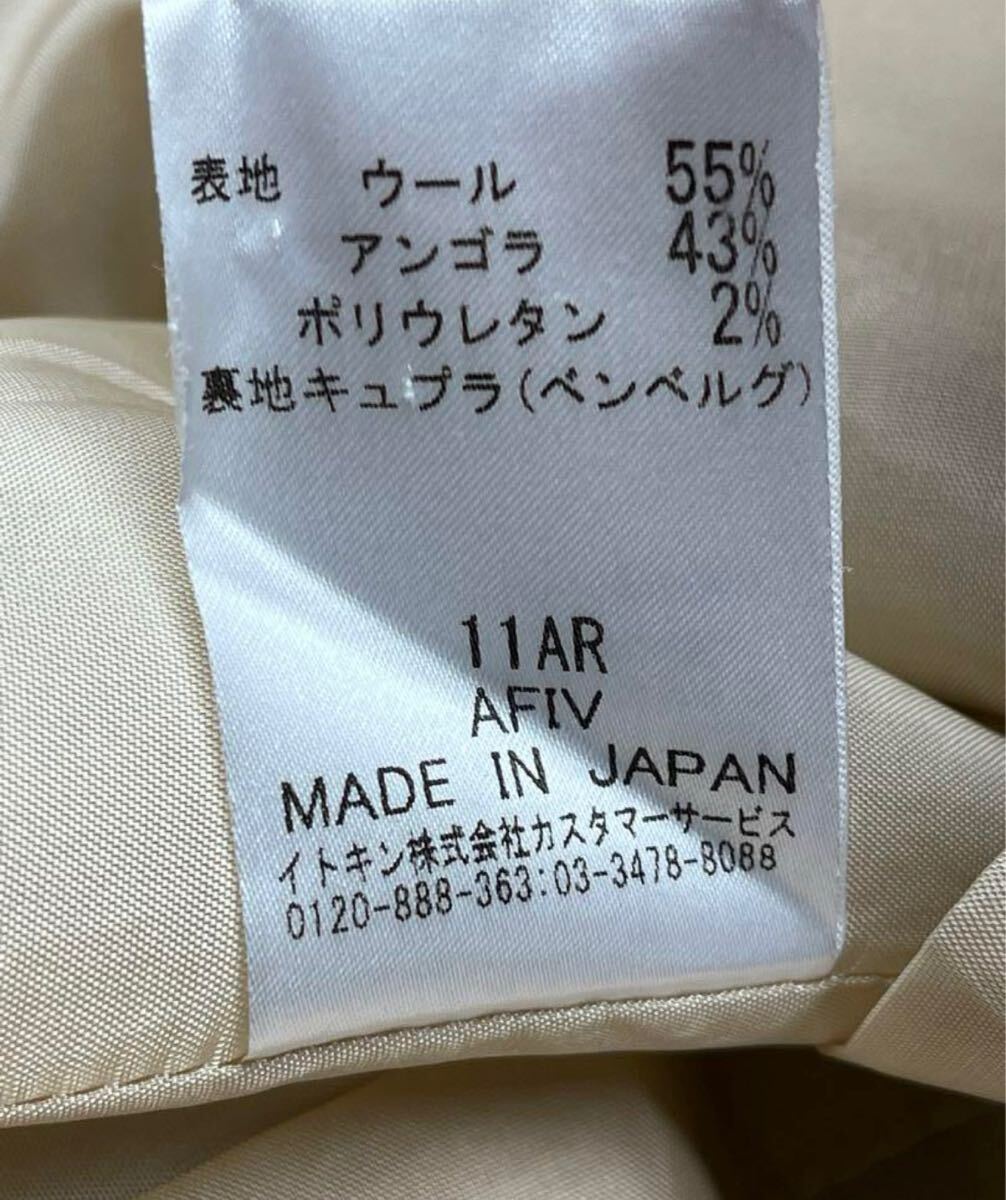 表地 ウール 55%
アンゴラ 43%
ポリウレタン 2%
裏地キュプラ(ベンベルグ)
11AR
AFIV
MADE IN JAPAN
イトキン株式会社カスタマーサービス
0120-888-363:03-3478-8088